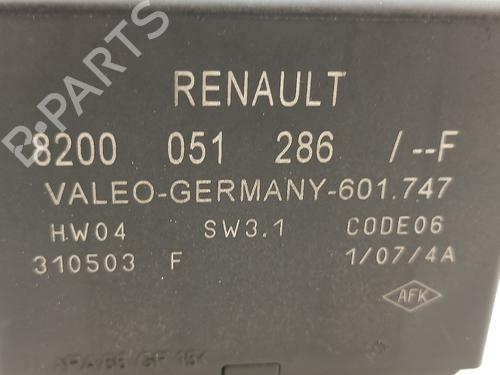 B-PARTS
RENAULT
8200 051 286 /--F
VALEO-GERMANY-601.747
HW04 SW3.1 CODE06
310503 F 1/07/4A
AFK